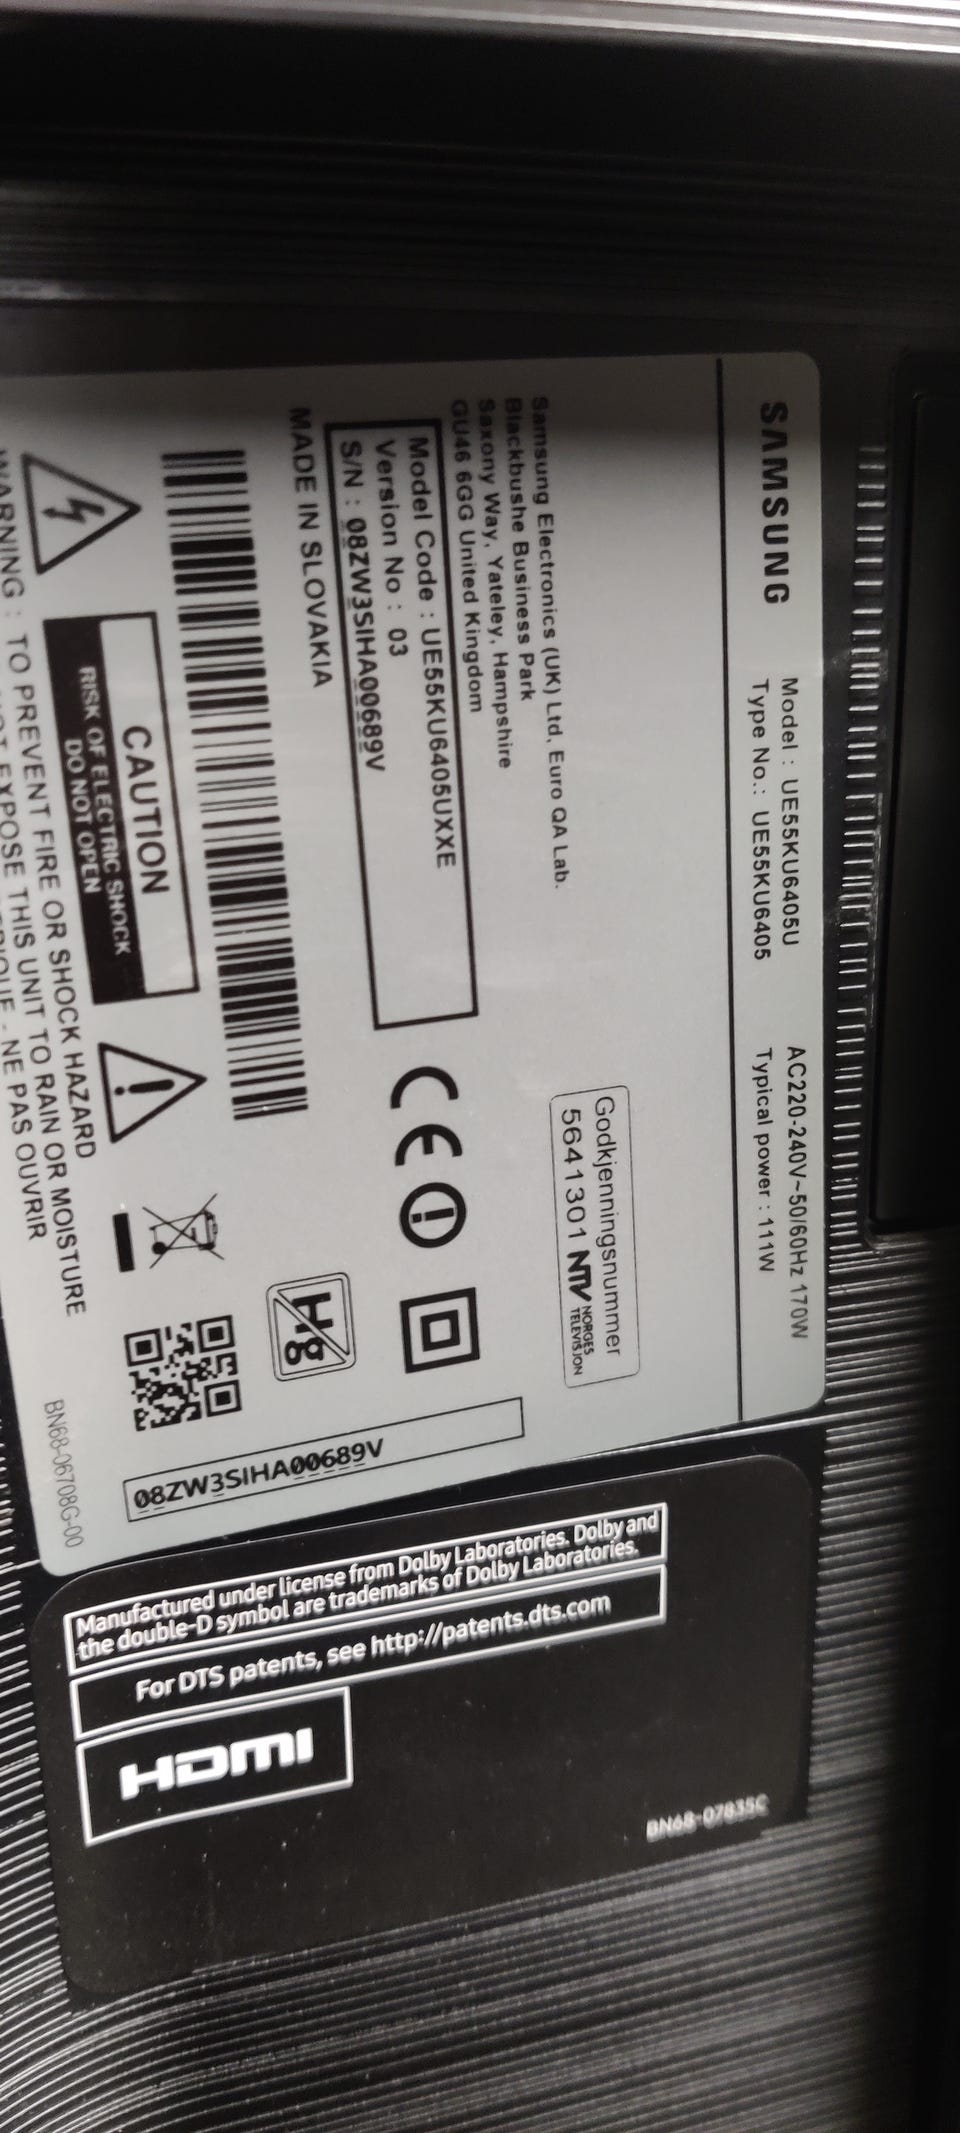 SAMSUNG
Model : UE55KU6405U
Type No.: UE55KU6405
AC220-240V~50/60Hz 170W
Typical power : 111W
Samsung Electronics (UK) Ltd, Euro QA Lab.
Blackbushe Business Park
Saxony Way, Yateley, Hampshire
GU46 6GG United Kingdom
Godkjenningsnummer
5641301 NTV NORGES
TELEVISJON
Model Code : UE55KU6405UXXE
Version No : 03
S/N : 08ZW3SIHA00689V
MADE IN SLOVAKIA
CE
Hg
CAUTION
RISK OF ELECTRIC SHOCK
DO NOT OPEN
WARNING : TO PREVENT FIRE OR SHOCK HAZARD
EXPOSE THIS UNIT TO RAIN OR MOISTURE
- NE PAS OUVRIR
BN68-06708G-00
08ZW3SIHA00689V
Manufactured under license from Dolby Laboratories. Dolby and
the double-D symbol are trademarks of Dolby Laboratories.
For DTS patents, see http://patents.dts.com
HDMI
BN68-07835C